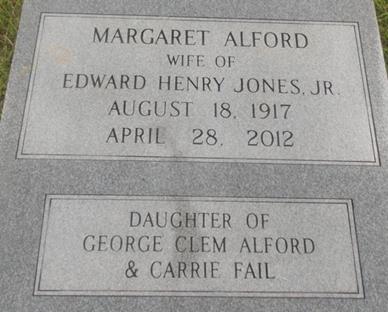 MARGARET ALFORD
WIFE OF
EDWARD HENRY JONES, JR.
AUGUST 18, 1917
APRIL 28, 2012
DAUGHTER OF
GEORGE CLEM ALFORD
& CARRIE FAIL